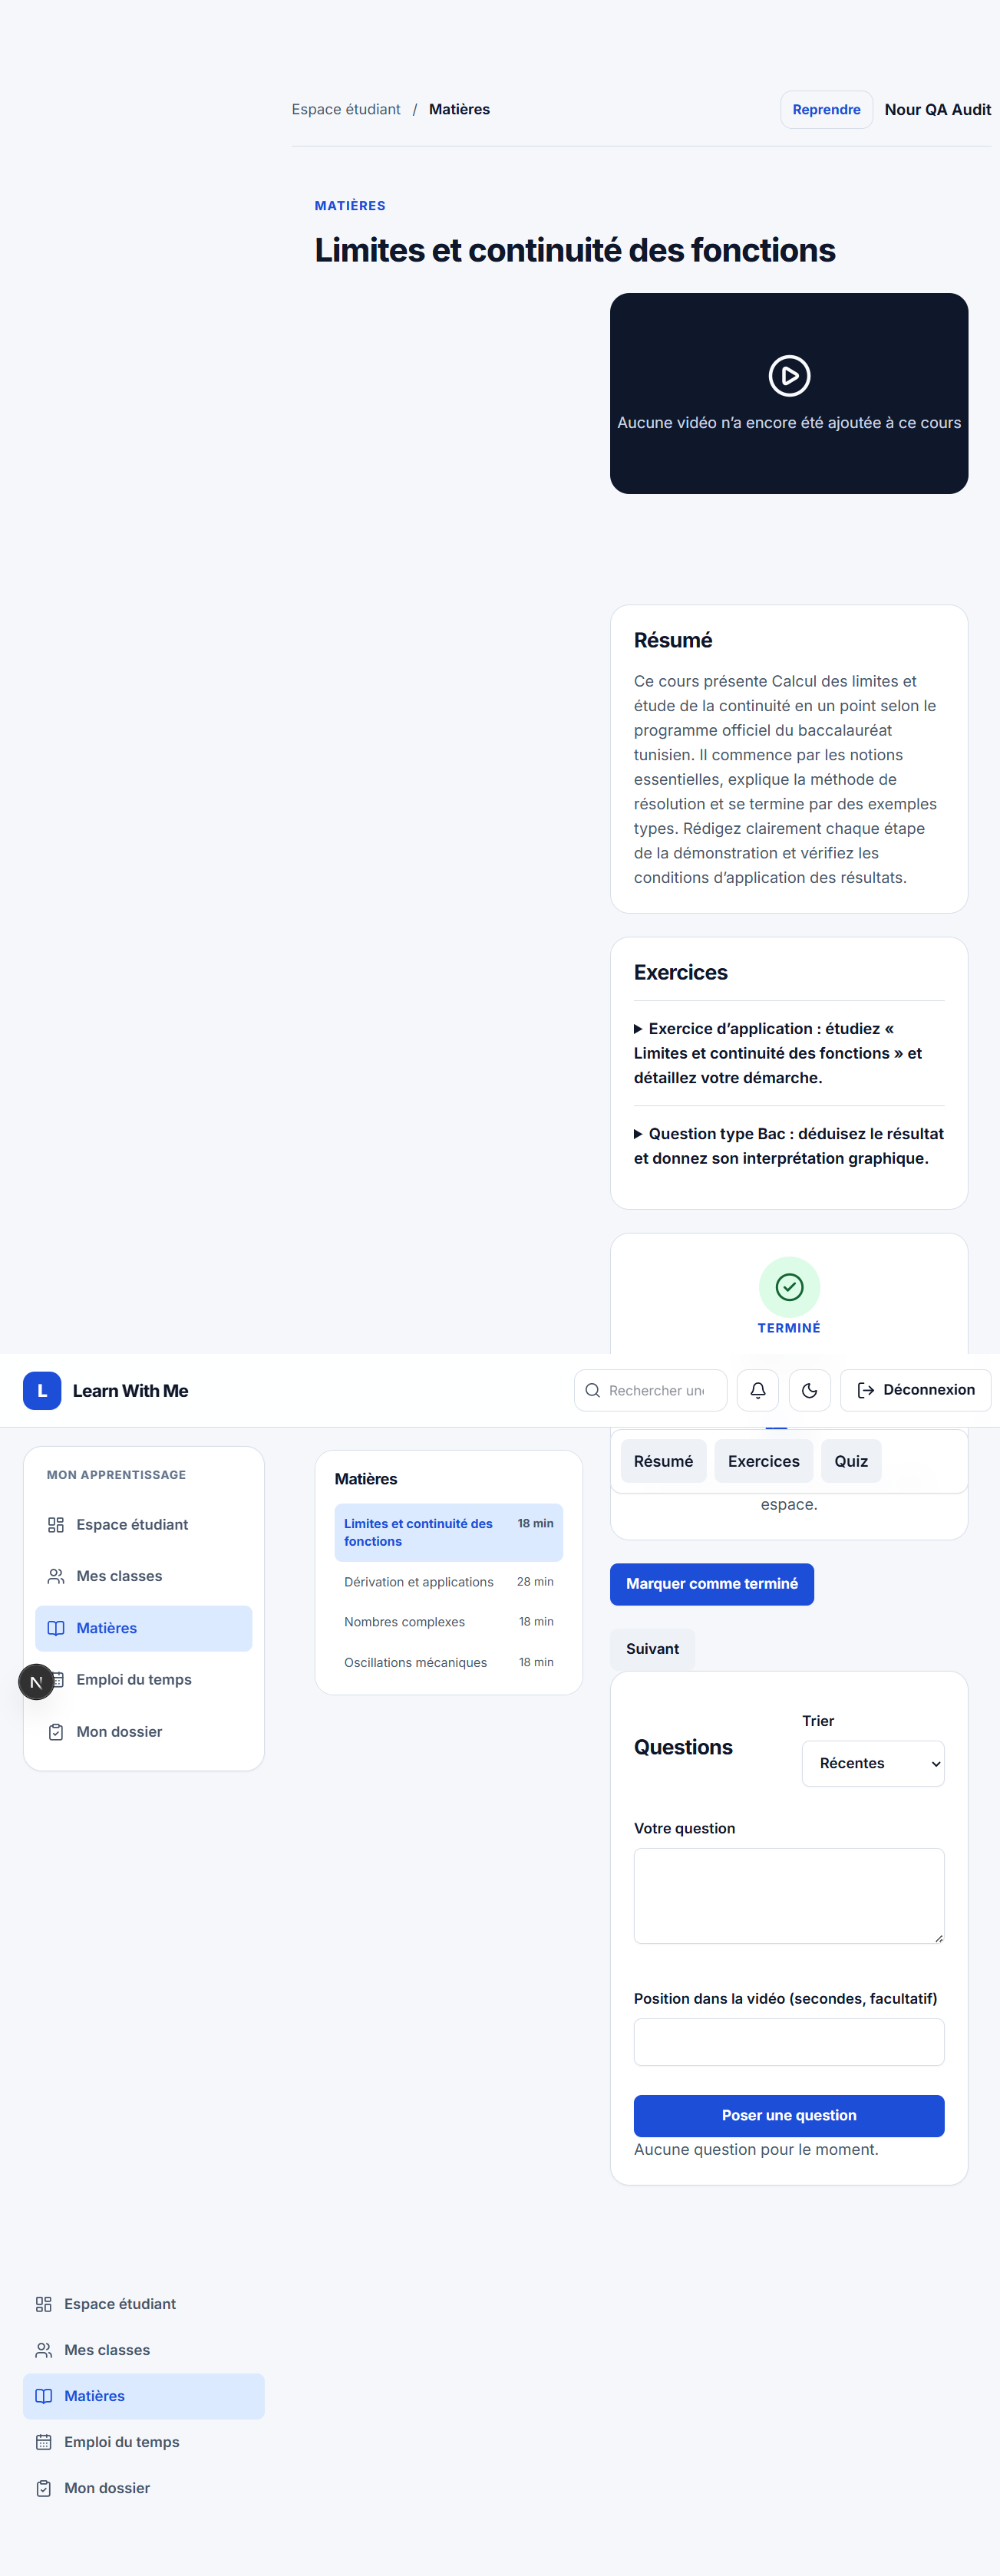 Espace étudiant / Matières
Reprendre
Nour QA Audit
MATIÈRES
Limites et continuité des fonctions
Aucune vidéo n’a encore été ajoutée à ce cours
Résumé
Ce cours présente Calcul des limites et
étude de la continuité en un point selon le
programme officiel du baccalauréat
tunisien. Il commence par les notions
essentielles, explique la méthode de
résolution et se termine par des exemples
types. Rédigez clairement chaque étape
de la démonstration et vérifiez les
conditions d’application des résultats.
Exercices
Exercice d’application : étudiez «
Limites et continuité des fonctions » et
détaillez votre démarche.
Question type Bac : déduisez le résultat
et donnez son interprétation graphique.
TERMINÉ
L
Learn With Me
Rechercher un
Déconnexion
Résumé
Exercices
Quiz
espace.
MON APPRENTISSAGE
Espace étudiant
Mes classes
Matières
Emploi du temps
Mon dossier
N
Matières
Limites et continuité des
fonctions
18 min
Dérivation et applications
28 min
Nombres complexes
18 min
Oscillations mécaniques
18 min
Marquer comme terminé
Suivant
Questions
Trier
Récentes
Votre question
Position dans la vidéo (secondes, facultatif)
Poser une question
Aucune question pour le moment.
Espace étudiant
Mes classes
Matières
Emploi du temps
Mon dossier